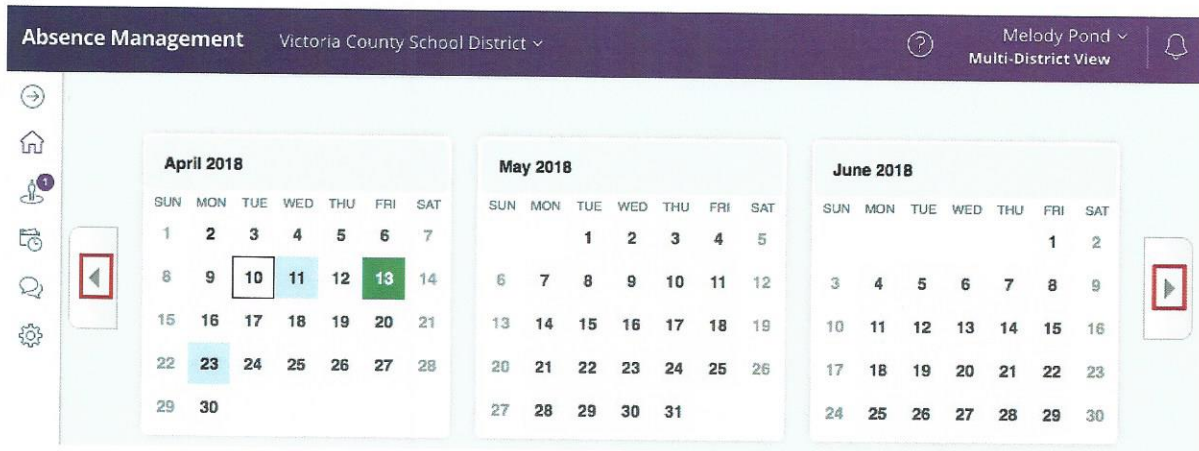 Absence Management Victoria County School District
Melody Pond
Multi-District View
1
April 2018
SUN MON TUE WED THU FRI SAT
1 2 3 4 5 6 7
8 9 10 11 12 13 14
15 16 17 18 19 20 21
22 23 24 25 26 27 28
29 30
May 2018
SUN MON TUE WED THU FRI SAT
1 2 3 4 5
6 7 8 9 10 11 12
13 14 15 16 17 18 19
20 21 22 23 24 25 26
27 28 29 30 31
June 2018
SUN MON TUE WED THU FRI SAT
1 2
3 4 5 6 7 8 9
10 11 12 13 14 15 16
17 18 19 20 21 22 23
24 25 26 27 28 29 30